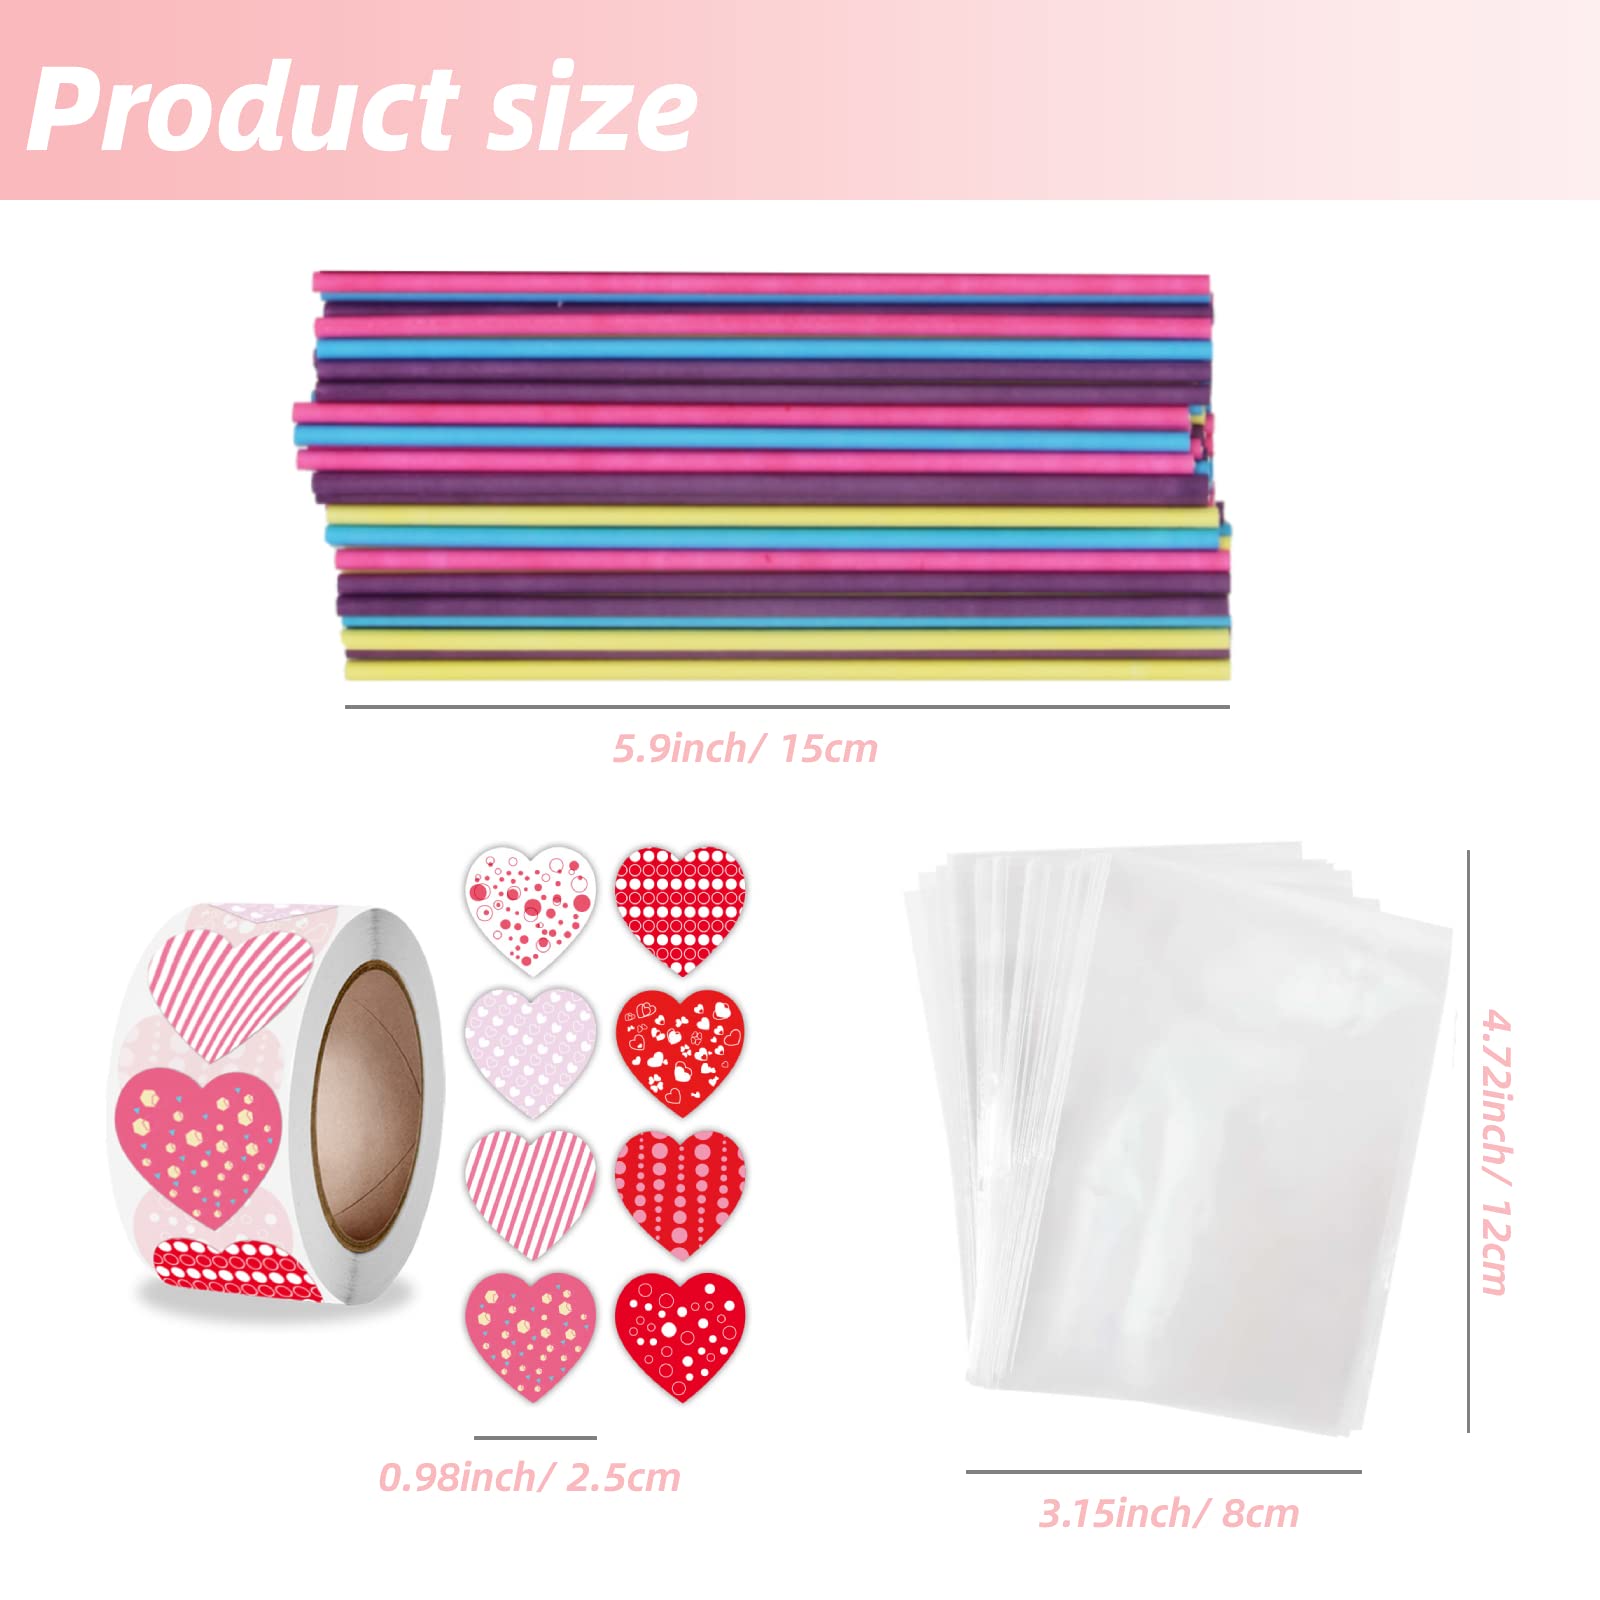 Product size
5.9inch/ 15cm
4.72inch/ 12cm
0.98inch/ 2.5cm
3.15inch/ 8cm